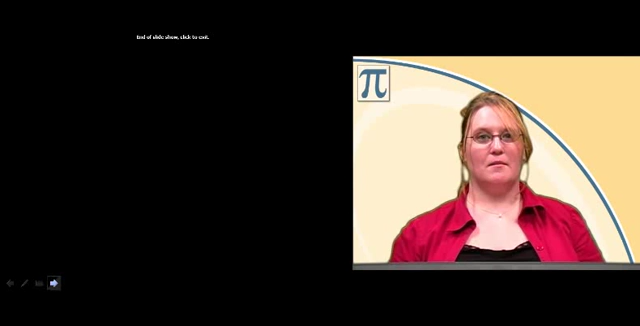 End of slide show, click to exit.
π